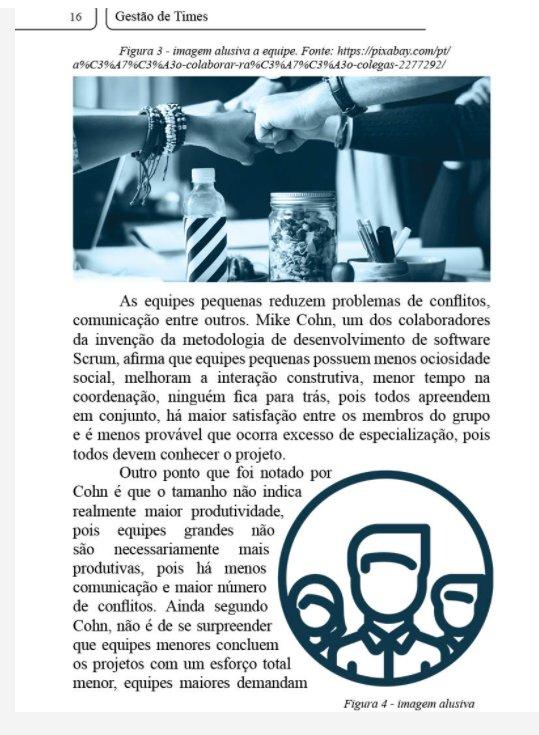 16 Gestão de Times
Figura 3 - imagem alusiva a equipe. Fonte: https://pixabay.com/pt/
a%C3%A7%C3%A3o-colaborar-ra%C3%A7%C3%A3o-colegas-2277292/
As equipes pequenas reduzem problemas de conflitos,
comunicação entre outros. Mike Cohn, um dos colaboradores
da invenção da metodologia de desenvolvimento de software
Scrum, afirma que equipes pequenas possuem menos ociosidade
social, melhoram a interação construtiva, menor tempo na
coordenação, ninguém fica para trás, pois todos apreendem
em conjunto, há maior satisfação entre os membros do grupo
e é menos provável que ocorra excesso de especialização, pois
todos devem conhecer o projeto.
Outro ponto que foi notado por
Cohn é que o tamanho não indica
realmente maior produtividade,
pois equipes grandes não
são necessariamente mais
produtivas, pois há menos
comunicação e maior número
de conflitos. Ainda segundo
Cohn, não é de se surpreender
que equipes menores concluem
os projetos com um esforço total
menor, equipes maiores demandam
Figura 4 - imagem alusiva